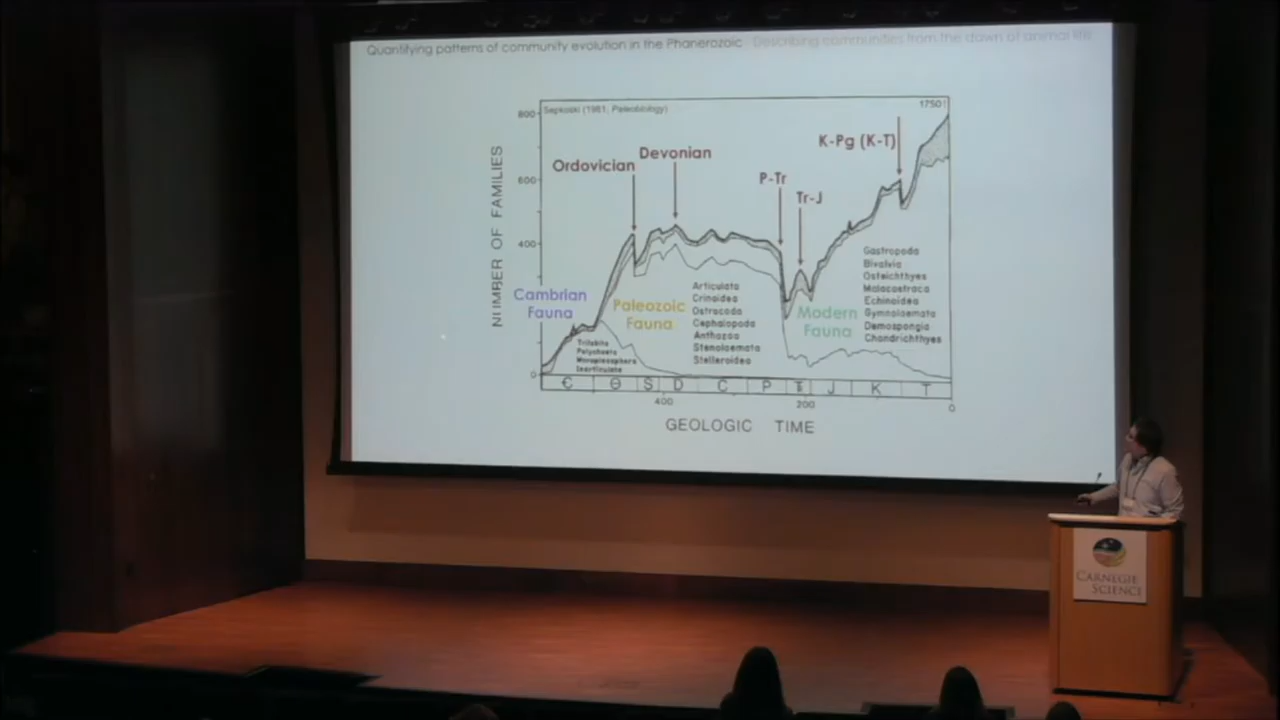 Quantifying patterns of community evolution in the Phanerozoic Describing communities from the dawn of animal life
Sepkoski (1981, Paleobiology)
1750!
800
600
400
0
NUMBER OF FAMILIES
Ordovician
Devonian
P-Tr
Tr-J
K-Pg (K-T)
Cambrian
Fauna
Paleozoic
Fauna
Modern
Fauna
Trilobita
Polychaeta
Monoplacophora
Inarticulata
Articulata
Crinoidea
Ostracoda
Cephalopoda
Anthozoa
Stenolaemata
Stelleroidea
Gastropoda
Bivalvia
Osteichthyes
Malacostraca
Echinoidea
Gymnolaemata
Demospongia
Chondrichthyes
Є O S D C P Ŧ J K T
400 200 0
GEOLOGIC TIME
CARNEGIE
SCIENCE